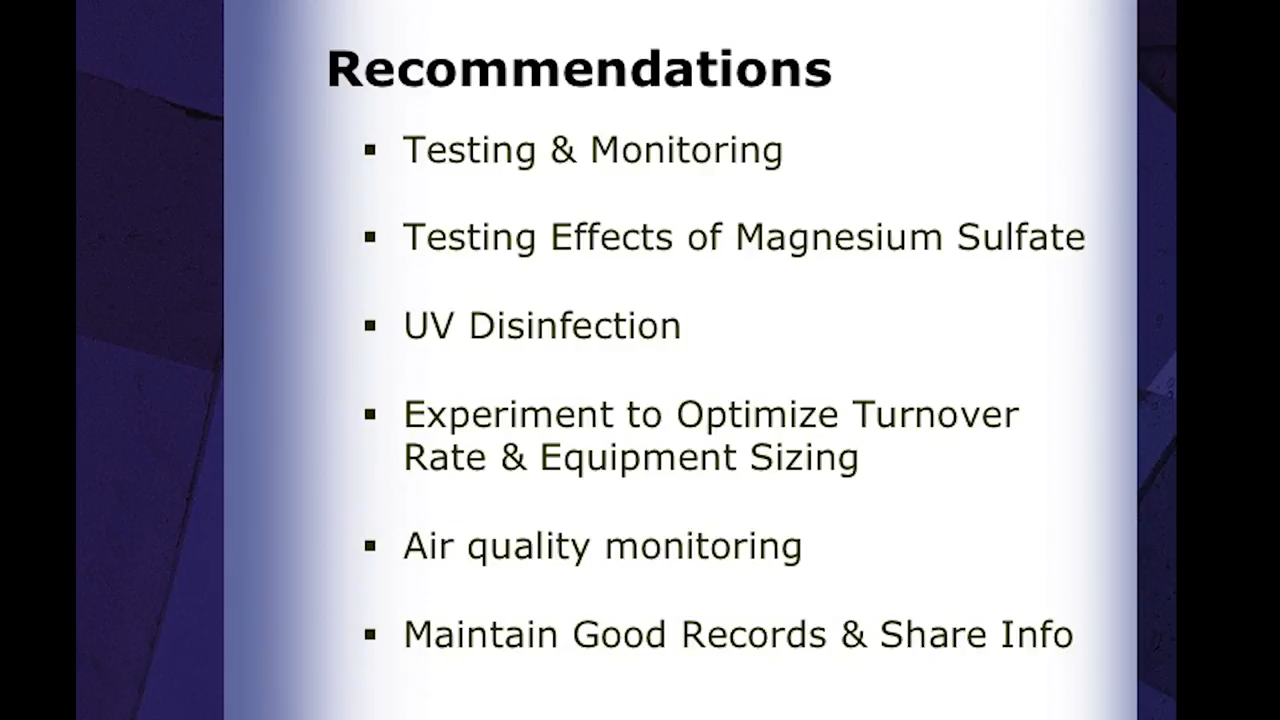 Recommendations
▪ Testing & Monitoring
▪ Testing Effects of Magnesium Sulfate
▪ UV Disinfection
▪ Experiment to Optimize Turnover
Rate & Equipment Sizing
▪ Air quality monitoring
▪ Maintain Good Records & Share Info